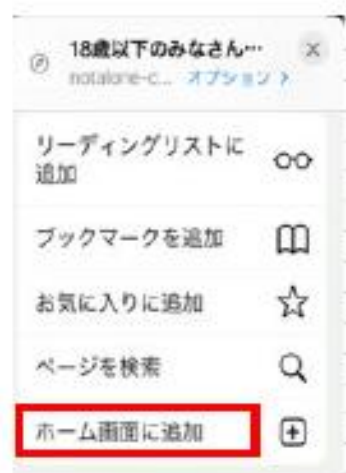 18歳以下のみなさん…
notalone-c... オプション >
リーディングリストに
追加
ブックマークを追加
お気に入りに追加
ページを検索
ホーム画面に追加